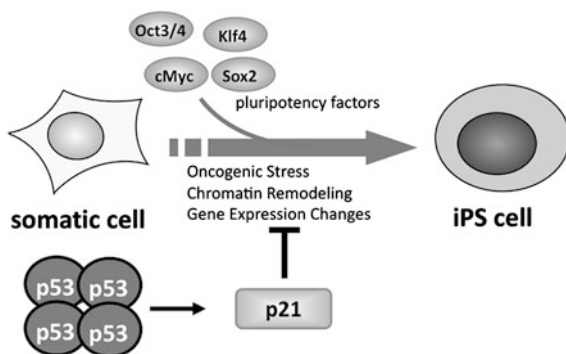 Oct3/4
Klf4
cMyc
Sox2
pluripotency factors
Oncogenic Stress
Chromatin Remodeling
Gene Expression Changes
somatic cell
iPS cell
p53 p53
p53 p53
p21